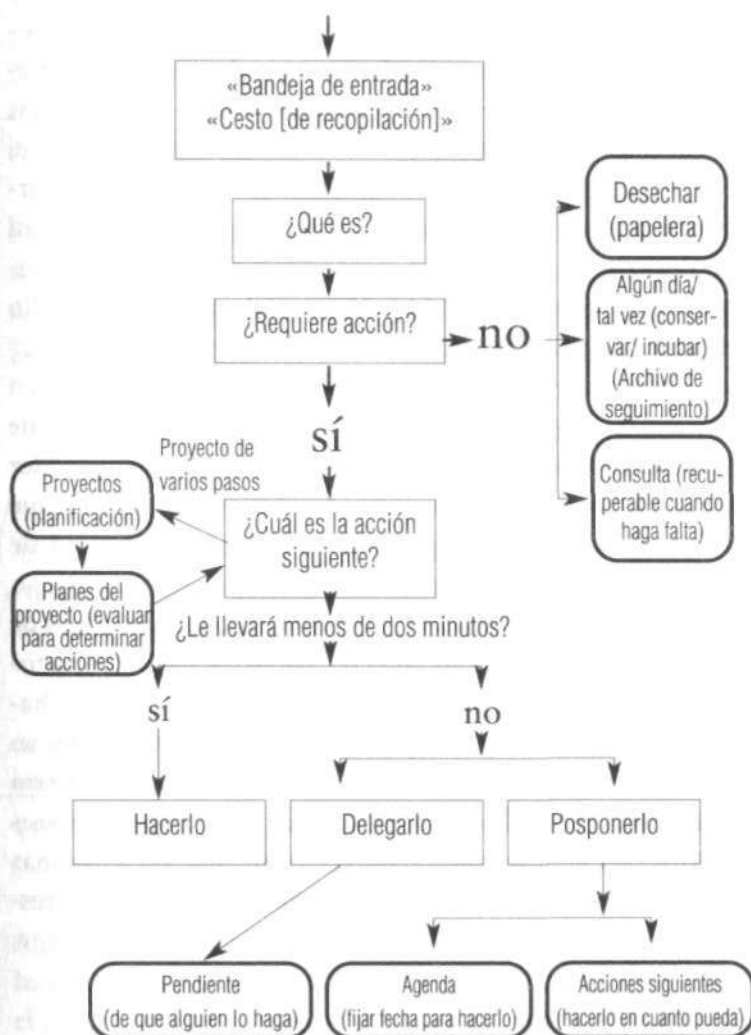 «Bandeja de entrada»
«Cesto [de recopilación]»
¿Qué es?
¿Requiere acción?
no
Desechar
(papelera)
Algún día/
tal vez (conser-
var/ incubar)
(Archivo de
seguimiento)
Consulta (recu-
perable cuando
haga falta)
sí
Proyecto de
varios pasos
Proyectos
(planificación)
¿Cuál es la acción
siguiente?
Planes del
proyecto (evaluar
para determinar
acciones)
¿Le llevará menos de dos minutos?
sí
no
Hacerlo
Delegarlo
Posponerlo
Pendiente
(de que alguien lo haga)
Agenda
(fijar fecha para hacerlo)
Acciones siguientes
(hacerlo en cuanto pueda)